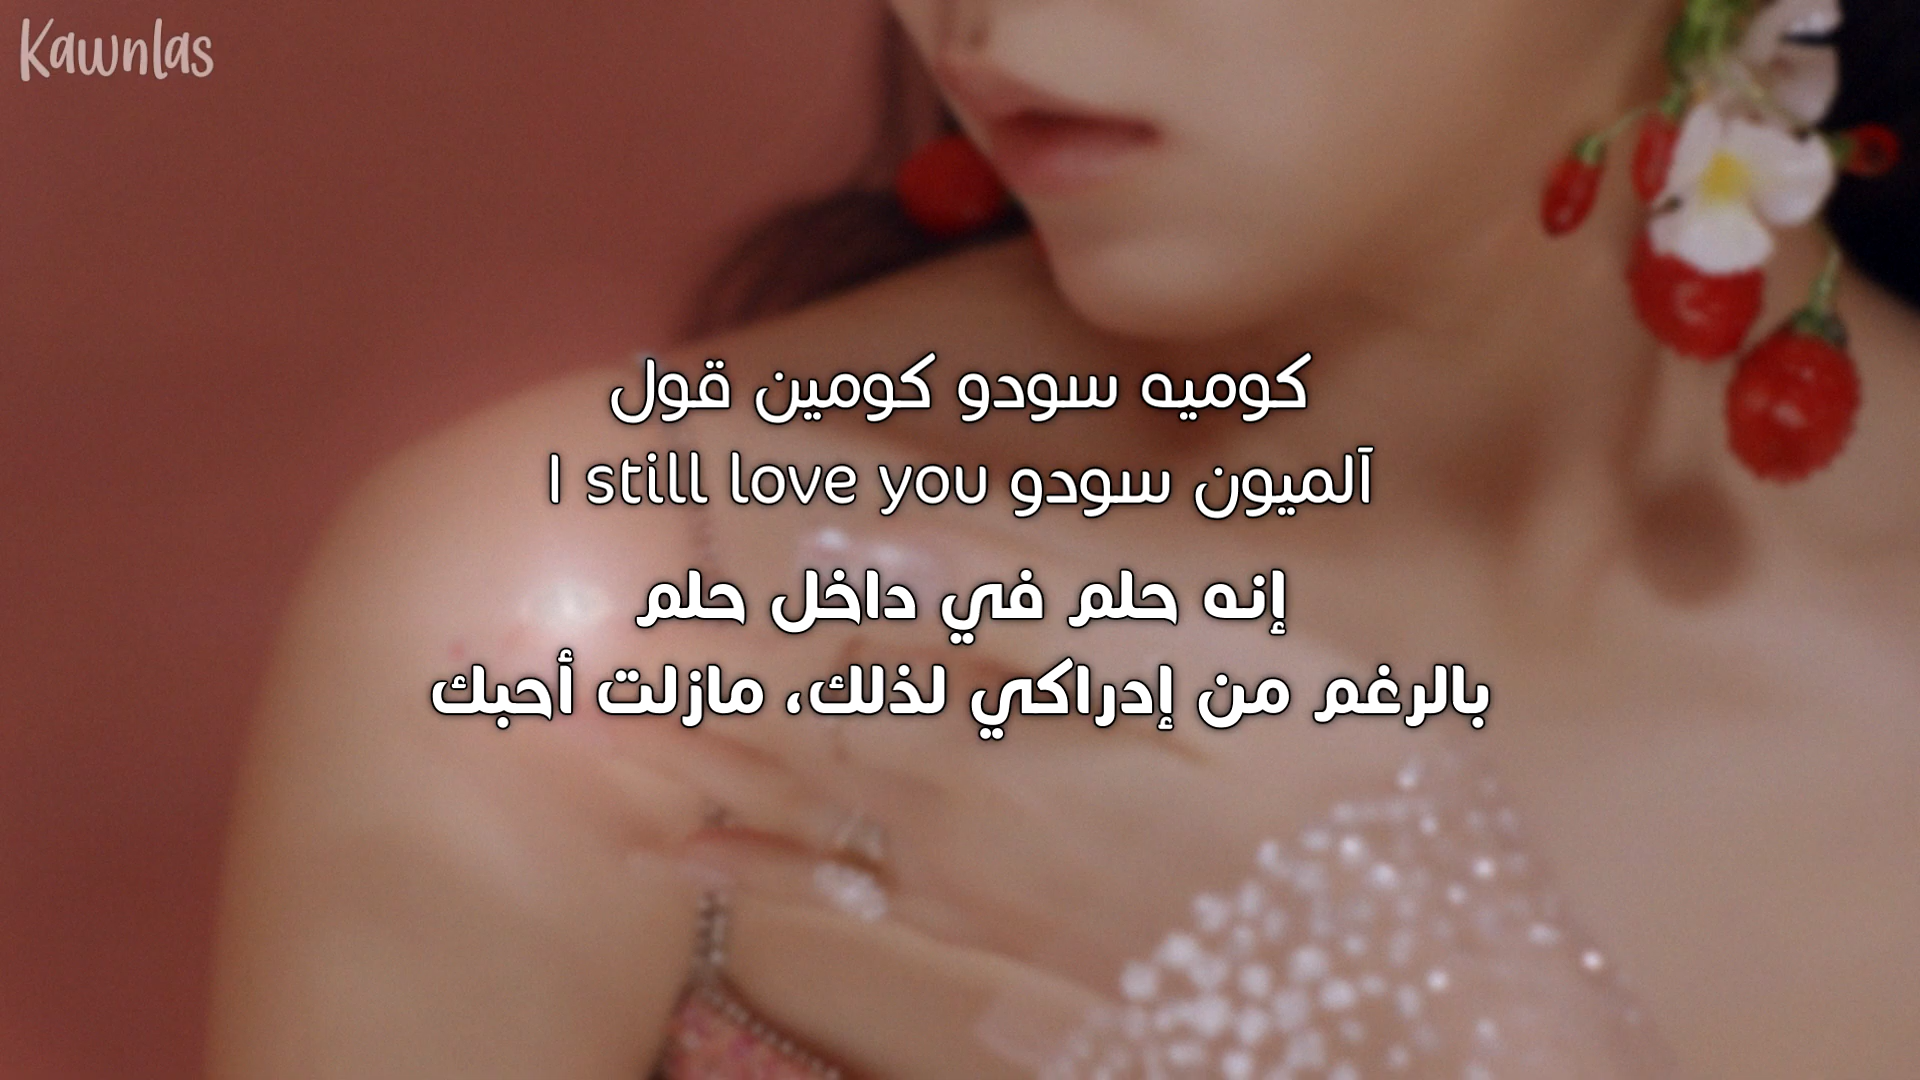 Kawnlas
كوميه سودو كومين قول
آلميون سودو I still love you
إنه حلم في داخل حلم
بالرغم من إدراكي لذلك، مازلت أحبك